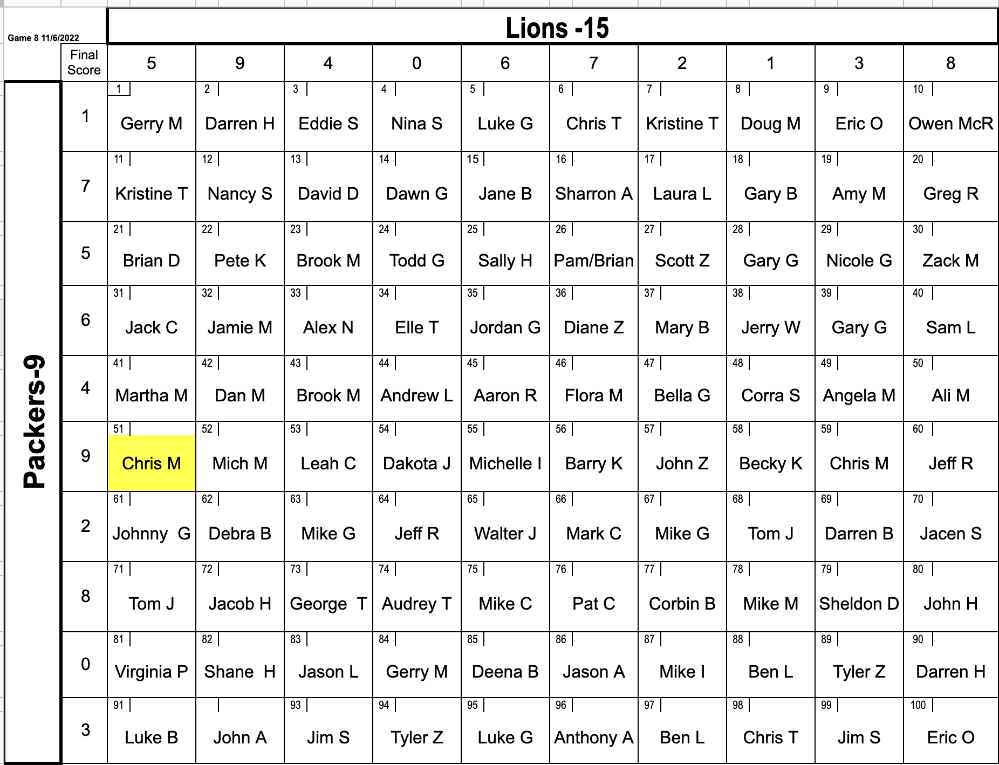 Lions -15
Game 8 11/6/2022
Final Score 5 9 4 0 6 7 2 1 3 8
Packers-9
1 2 3 4 5 6 7 8 9 10
1 Gerry M Darren H Eddie S Nina S Luke G Chris T Kristine T Doug M Eric O Owen McR
11 12 13 14 15 16 17 18 19 20
7 Kristine T Nancy S David D Dawn G Jane B Sharron A Laura L Gary B Amy M Greg R
21 22 23 24 25 26 27 28 29 30
5 Brian D Pete K Brook M Todd G Sally H Pam/Brian Scott Z Gary G Nicole G Zack M
31 32 33 34 35 36 37 38 39 40
6 Jack C Jamie M Alex N Elle T Jordan G Diane Z Mary B Jerry W Gary G Sam L
41 42 43 44 45 46 47 48 49 50
4 Martha M Dan M Brook M Andrew L Aaron R Flora M Bella G Corra S Angela M Ali M
51 52 53 54 55 56 57 58 59 60
9 Chris M Mich M Leah C Dakota J Michelle I Barry K John Z Becky K Chris M Jeff R
61 62 63 64 65 66 67 68 69 70
2 Johnny  G Debra B Mike G Jeff R Walter J Mark C Mike G Tom J Darren B Jacen S
71 72 73 74 75 76 77 78 79 80
8 Tom J Jacob H George  T Audrey T Mike C Pat C Corbin B Mike M Sheldon D John H
81 82 83 84 85 86 87 88 89 90
0 Virginia P Shane  H Jason L Gerry M Deena B Jason A Mike I Ben L Tyler Z Darren H
91 93 94 95 96 97 98 99 100
3 Luke B John A Jim S Tyler Z Luke G Anthony A Ben L Chris T Jim S Eric O